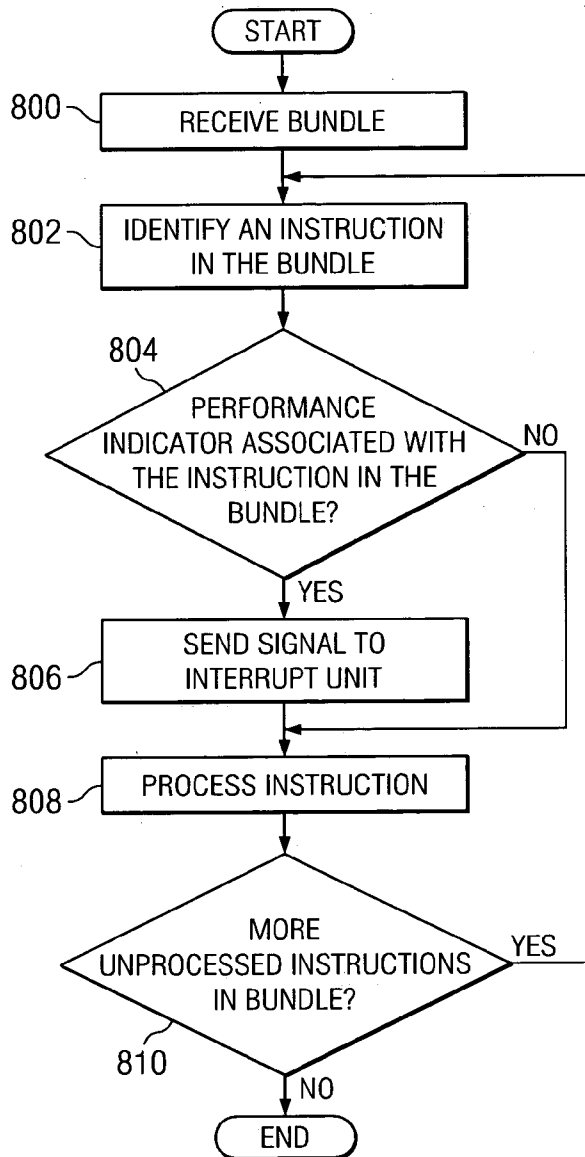 START
800
RECEIVE BUNDLE
802
IDENTIFY AN INSTRUCTION
IN THE BUNDLE
804
PERFORMANCE
INDICATOR ASSOCIATED WITH
THE INSTRUCTION IN THE
BUNDLE?
NO
YES
806
SEND SIGNAL TO
INTERRUPT UNIT
808
PROCESS INSTRUCTION
MORE
UNPROCESSED INSTRUCTIONS
IN BUNDLE?
YES
810
NO
END